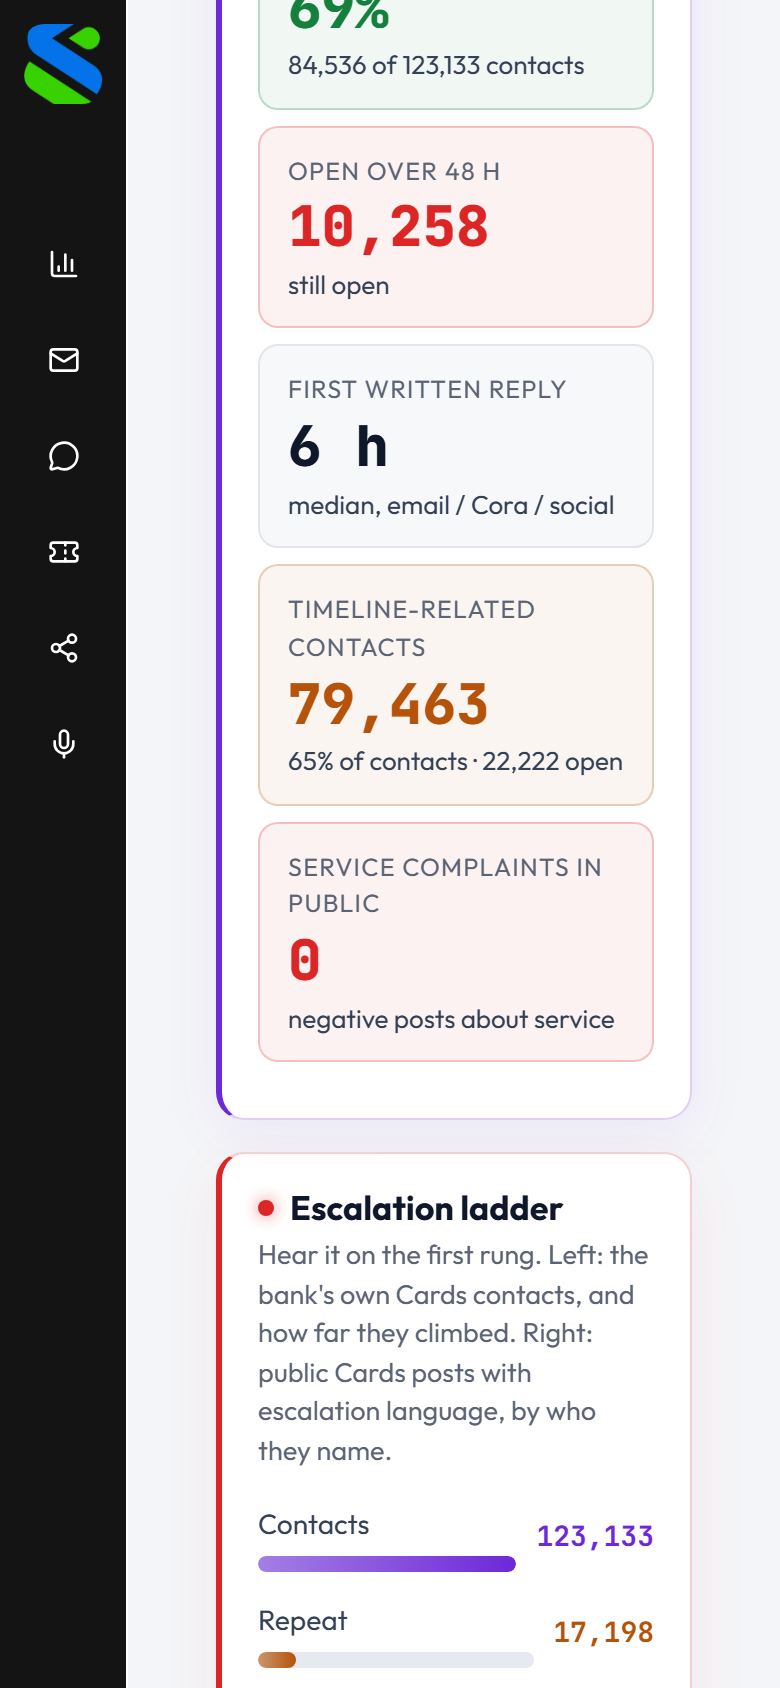 69%
84,536 of 123,133 contacts
OPEN OVER 48 H
10,258
still open
FIRST WRITTEN REPLY
6 h
median, email / Cora / social
TIMELINE-RELATED
CONTACTS
79,463
65% of contacts · 22,222 open
SERVICE COMPLAINTS IN
PUBLIC
0
negative posts about service
Escalation ladder
Hear it on the first rung. Left: the
bank's own Cards contacts, and
how far they climbed. Right:
public Cards posts with
escalation language, by who
they name.
Contacts
123,133
Repeat
17,198